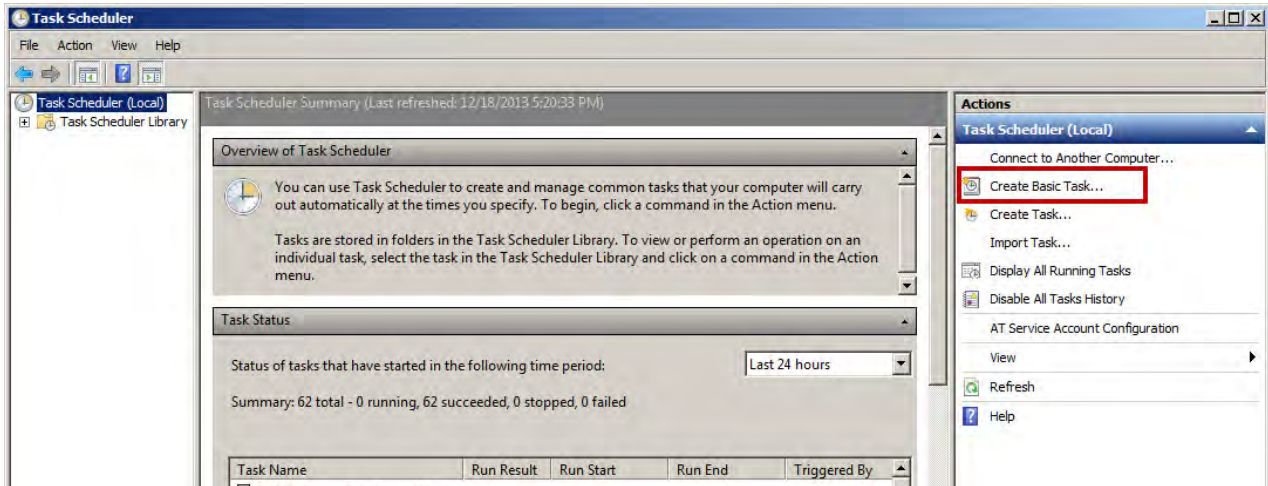 Task Scheduler
File Action View Help
Task Scheduler (Local)
Task Scheduler Library
Task Scheduler Summary (Last refreshed: 12/18/2013 5:20:33 PM)
Overview of Task Scheduler
You can use Task Scheduler to create and manage common tasks that your computer will carry
out automatically at the times you specify. To begin, click a command in the Action menu.
Tasks are stored in folders in the Task Scheduler Library. To view or perform an operation on an
individual task, select the task in the Task Scheduler Library and click on a command in the Action
menu.
Task Status
Status of tasks that have started in the following time period: Last 24 hours
Summary: 62 total - 0 running, 62 succeeded, 0 stopped, 0 failed
Task Name Run Result Run Start Run End Triggered By
Actions
Task Scheduler (Local)
Connect to Another Computer...
Create Basic Task...
Create Task...
Import Task...
Display All Running Tasks
Disable All Tasks History
AT Service Account Configuration
View
Refresh
Help